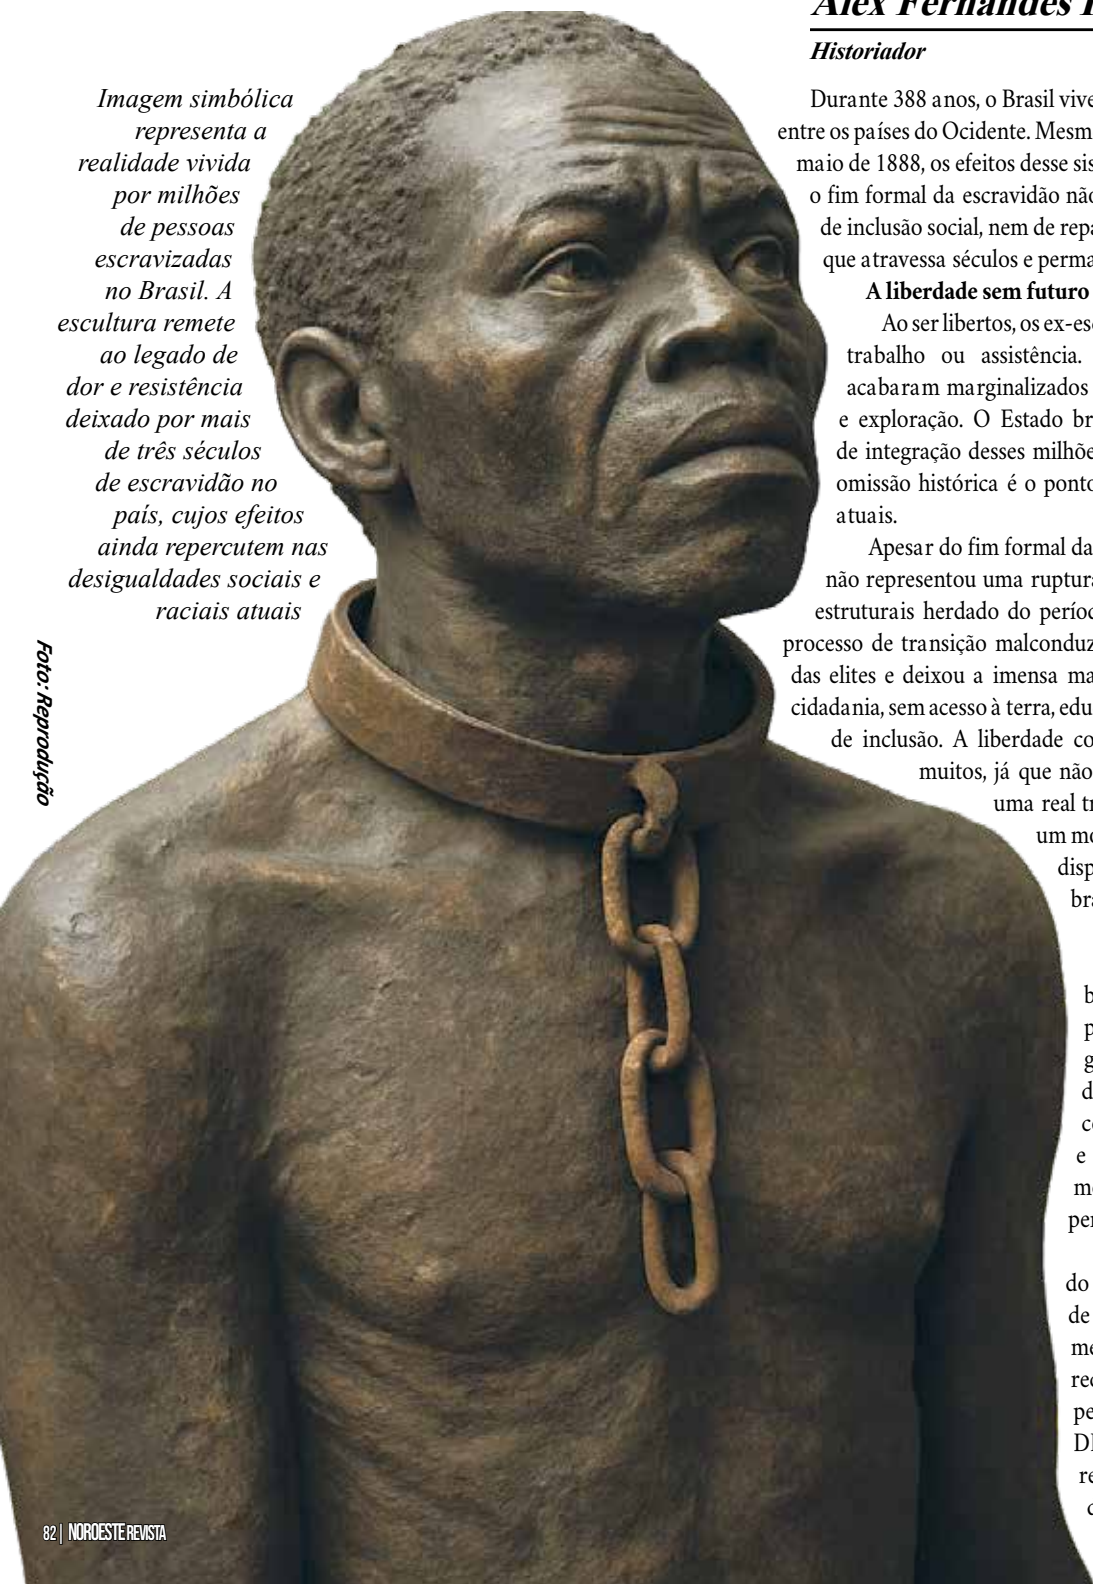 Alex Fernandes
Historiador
Imagem simbólica
representa a
realidade vivida
por milhões
de pessoas
escravizadas
no Brasil. A
escultura remete
ao legado de
dor e resistência
deixado por mais
de três séculos
de escravidão no
país, cujos efeitos
ainda repercutem nas
desigualdades sociais e
raciais atuais
Foto: Reprodução
Durante 388 anos, o Brasil vive
entre os países do Ocidente. Mesm
maio de 1888, os efeitos desse sis
o fim formal da escravidão não
de inclusão social, nem de repa
que atravessa séculos e perma
A liberdade sem futuro
Ao ser libertos, os ex-es
trabalho ou assistência.
acabaram marginalizados
e exploração. O Estado br
de integração desses milhõe
omissão histórica é o ponto
atuais.
Apesar do fim formal da
não representou uma ruptura
estruturais herdado do períod
processo de transição malconduz
das elites e deixou a imensa ma
cidadania, sem acesso à terra, edu
de inclusão. A liberdade co
muitos, já que não
uma real tr
um mo
disp
bra
b
p
g
d
co
e
me
per
do
de
me
rec
pe
re
82 | NOROESTE REVISTA